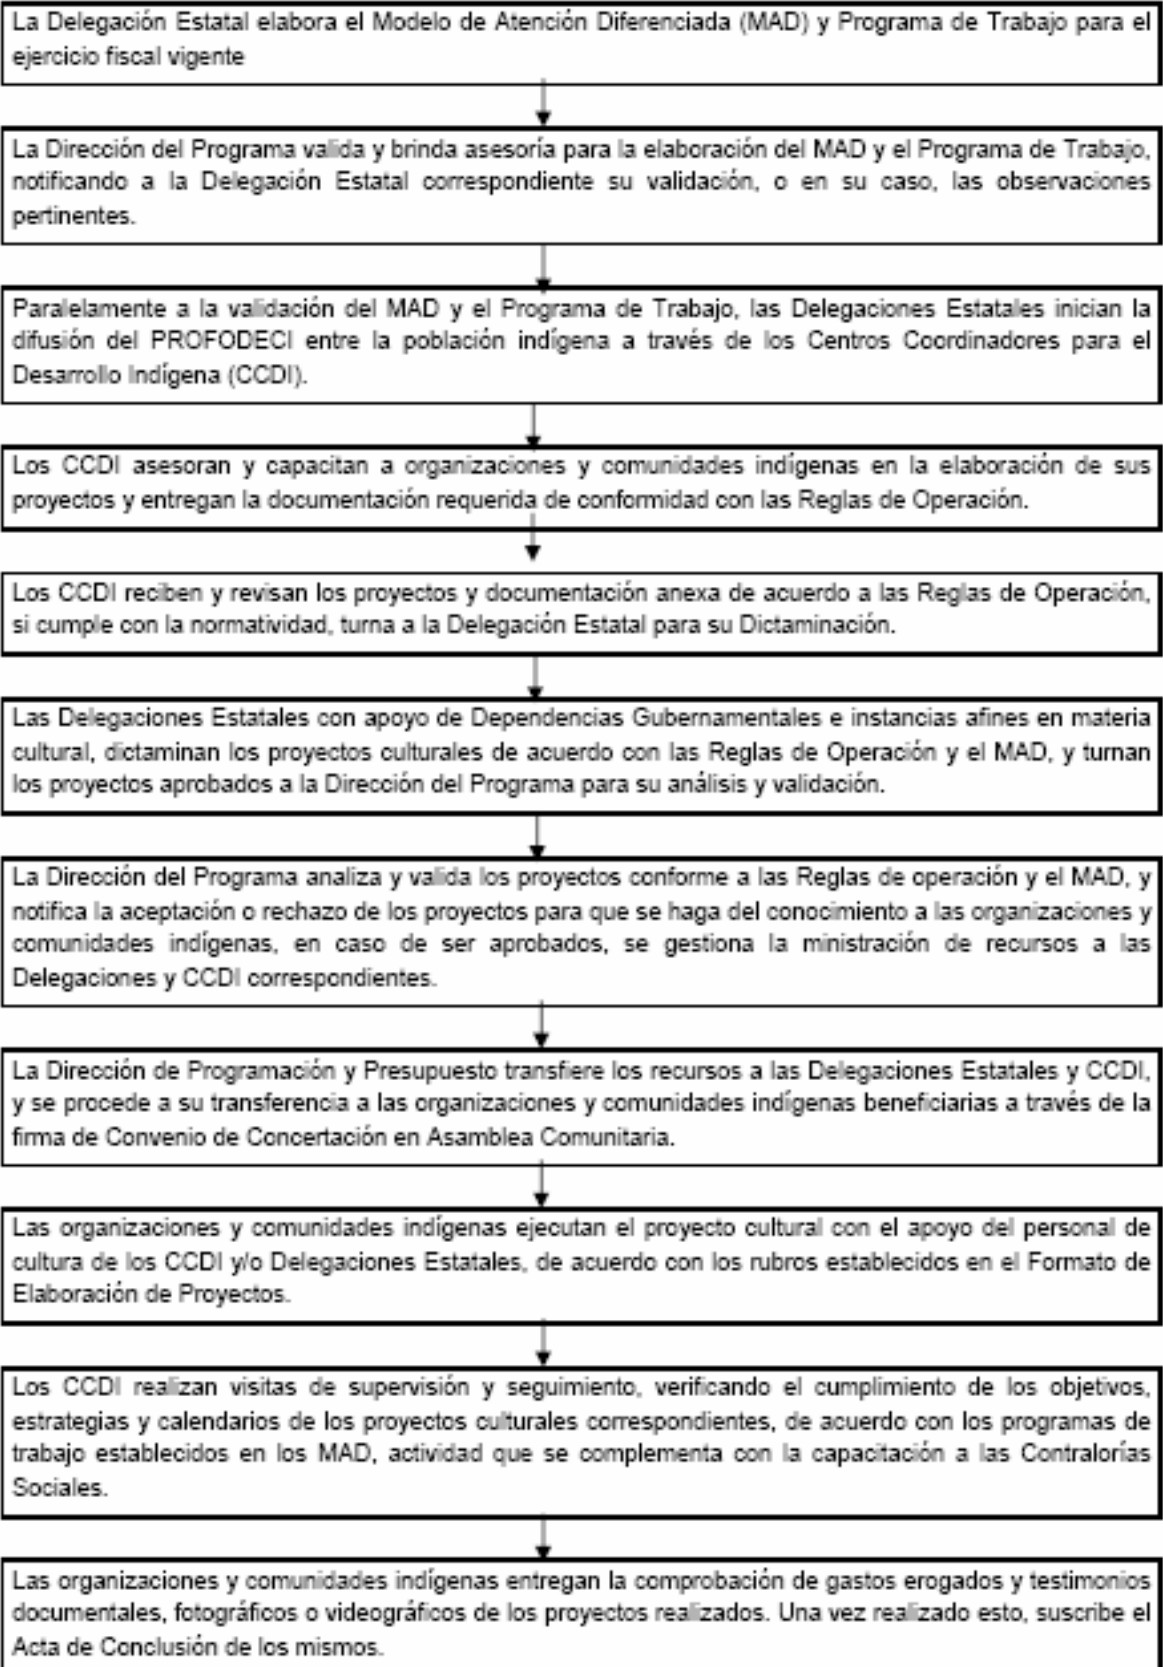 La Delegación Estatal elabora el Modelo de Atención Diferenciada (MAD) y Programa de Trabajo para el
ejercicio fiscal vigente
La Dirección del Programa valida y brinda asesoría para la elaboración del MAD y el Programa de Trabajo,
notificando a la Delegación Estatal correspondiente su validación, o en su caso, las observaciones
pertinentes.
Paralelamente a la validación del MAD y el Programa de Trabajo, las Delegaciones Estatales inician la
difusión del PROFODECI entre la población indígena a través de los Centros Coordinadores para el
Desarrollo Indígena (CCDI).
Los CCDI asesoran y capacitan a organizaciones y comunidades indígenas en la elaboración de sus
proyectos y entregan la documentación requerida de conformidad con las Reglas de Operación.
Los CCDI reciben y revisan los proyectos y documentación anexa de acuerdo a las Reglas de Operación,
si cumple con la normatividad, turna a la Delegación Estatal para su Dictaminación.
Las Delegaciones Estatales con apoyo de Dependencias Gubernamentales e instancias afines en materia
cultural, dictaminan los proyectos culturales de acuerdo con las Reglas de Operación y el MAD, y turnan
los proyectos aprobados a la Dirección del Programa para su análisis y validación.
La Dirección del Programa analiza y valida los proyectos conforme a las Reglas de operación y el MAD, y
notifica la aceptación o rechazo de los proyectos para que se haga del conocimiento a las organizaciones y
comunidades indígenas, en caso de ser aprobados, se gestiona la ministración de recursos a las
Delegaciones y CCDI correspondientes.
La Dirección de Programación y Presupuesto transfiere los recursos a las Delegaciones Estatales y CCDI,
y se procede a su transferencia a las organizaciones y comunidades indígenas beneficiarias a través de la
firma de Convenio de Concertación en Asamblea Comunitaria.
Las organizaciones y comunidades indígenas ejecutan el proyecto cultural con el apoyo del personal de
cultura de los CCDI y/o Delegaciones Estatales, de acuerdo con los rubros establecidos en el Formato de
Elaboración de Proyectos.
Los CCDI realizan visitas de supervisión y seguimiento, verificando el cumplimiento de los objetivos,
estrategias y calendarios de los proyectos culturales correspondientes, de acuerdo con los programas de
trabajo establecidos en los MAD, actividad que se complementa con la capacitación a las Contralorías
Sociales.
Las organizaciones y comunidades indígenas entregan la comprobación de gastos erogados y testimonios
documentales, fotográficos o videográficos de los proyectos realizados. Una vez realizado esto, suscribe el
Acta de Conclusión de los mismos.